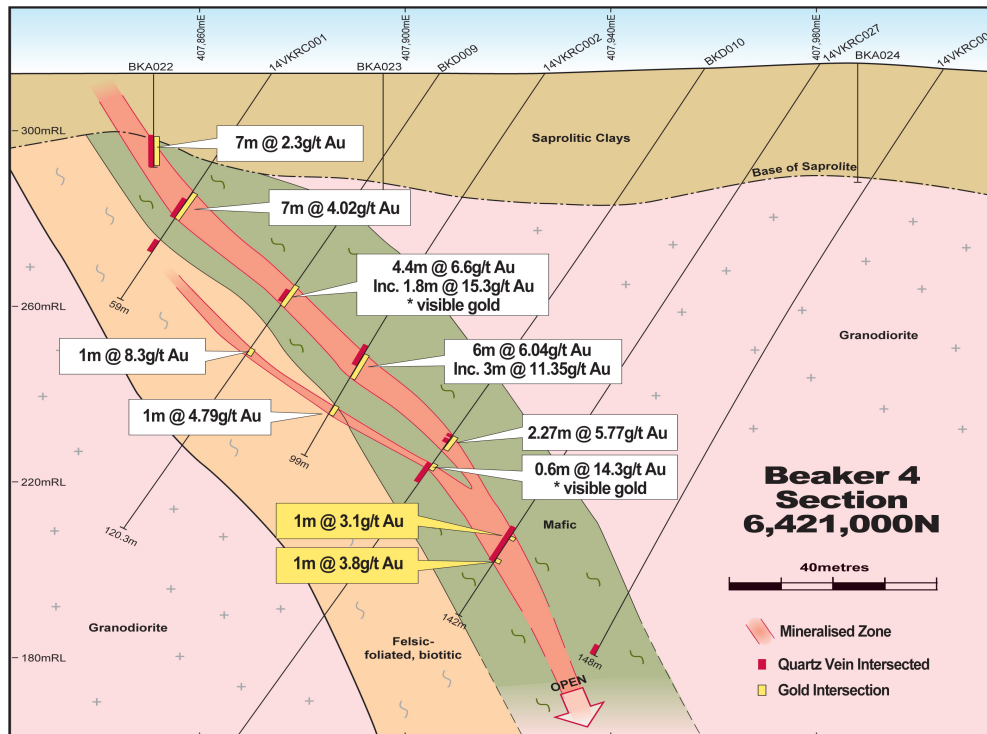 407,860mE
407,900mE
407,940mE
407,980mE
BKA022
14VKRC001
BKA023
BKD009
14VKRC002
BKD010
14VKRC027
BKA024
14VKRC00
300mRL
260mRL
220mRL
180mRL
Saprolitic Clays
Base of Saprolite
7m @ 2.3g/t Au
7m @ 4.02g/t Au
4.4m @ 6.6g/t Au
Inc. 1.8m @ 15.3g/t Au
* visible gold
59m
1m @ 8.3g/t Au
6m @ 6.04g/t Au
Inc. 3m @ 11.35g/t Au
Granodiorite
1m @ 4.79g/t Au
2.27m @ 5.77g/t Au
99m
0.6m @ 14.3g/t Au
* visible gold
120.3m
1m @ 3.1g/t Au
Mafic
1m @ 3.8g/t Au
Beaker 4
Section
6,421,000N
40metres
Granodiorite
142m
Felsic-
foliated, biotitic
148m
OPEN
Mineralised Zone
Quartz Vein Intersected
Gold Intersection